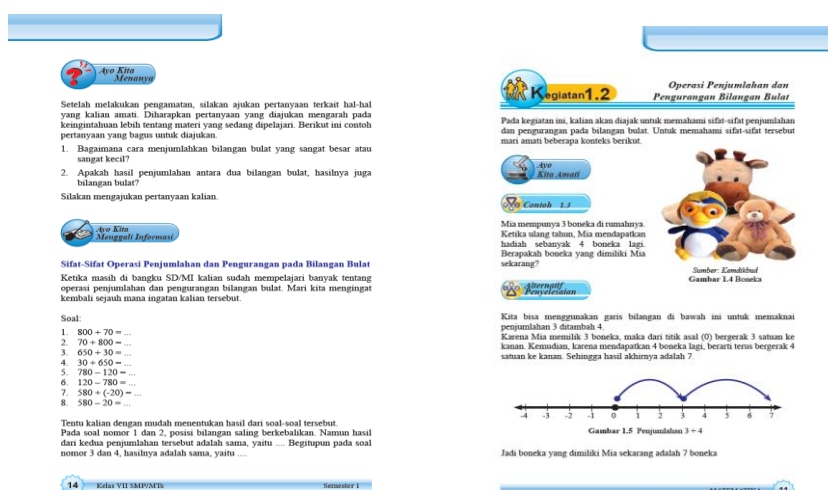 Ayo Kita
Menanya
Setelah melakukan pengamatan, silakan ajukan pertanyaan terkait hal-hal
yang kalian amati. Diharapkan pertanyaan yang diajukan mengarah pada
keingintahuan lebih tentang materi yang sedang dipelajari. Berikut ini contoh
pertanyaan yang bagus untuk diajukan.
1. Bagaimana cara menjumlahkan bilangan bulat yang sangat besar atau
sangat kecil?
2. Apakah hasil penjumlahan antara dua bilangan bulat, hasilnya juga
bilangan bulat?
Silakan mengajukan pertanyaan kalian.
Ayo Kita
Menggali Informasi
Sifat-Sifat Operasi Penjumlahan dan Pengurangan pada Bilangan Bulat
Ketika masih di bangku SD/MI kalian sudah mempelajari banyak tentang
operasi penjumlahan dan pengurangan bilangan bulat. Mari kita mengingat
kembali sejauh mana ingatan kalian tersebut.
Soal:
1. 800 + 70 = ...
2. 70 + 800 = ...
3. 650 + 30 = ...
4. 30 + 650 = ...
5. 780 – 120 = ...
6. 120 – 780 = ...
7. 580 + (-20) = ...
8. 580 – 20 = ...
Tentu kalian dengan mudah menentukan hasil dari soal-soal tersebut.
Pada soal nomor 1 dan 2, posisi bilangan saling berkebalikan. Namun hasil
dari kedua penjumlahan tersebut adalah sama, yaitu .... Begitupun pada soal
nomor 3 dan 4, hasilnya adalah sama, yaitu ....
14 Kelas VII SMP/MTs Semester 1
Kegiatan 1.2
Operasi Penjumlahan dan
Pengurangan Bilangan Bulat
Pada kegiatan ini, kalian akan diajak untuk memahami sifat-sifat penjumlahan
dan pengurangan pada bilangan bulat. Untuk memahami sifat-sifat tersebut
mari amati beberapa konteks berikut.
Ayo
Kita Amati
Contoh 1.3
Mia mempunya 3 boneka di rumahnya.
Ketika ulang tahun, Mia mendapatkan
hadiah sebanyak 4 boneka lagi.
Berapakah boneka yang dimiliki Mia
sekarang?
Sumber: Kemdikbud
Gambar 1.4 Boneka
Alternatif
Penyelesaian
Kita bisa menggunakan garis bilangan di bawah ini untuk memaknai
penjumlahan 3 ditambah 4.
Karena Mia memilik 3 boneka, maka dari titik asal (0) bergerak 3 satuan ke
kanan. Kemudian, karena mendapatkan 4 boneka lagi, berarti terus bergerak 4
satuan ke kanan. Sehingga hasil akhirnya adalah 7.
-4 -3 -2 -1 0 1 2 3 4 5 6 7
Gambar 1.5 Penjumlahan 3 + 4
Jadi boneka yang dimiliki Mia sekarang adalah 7 boneka
MATEMATIKA 11